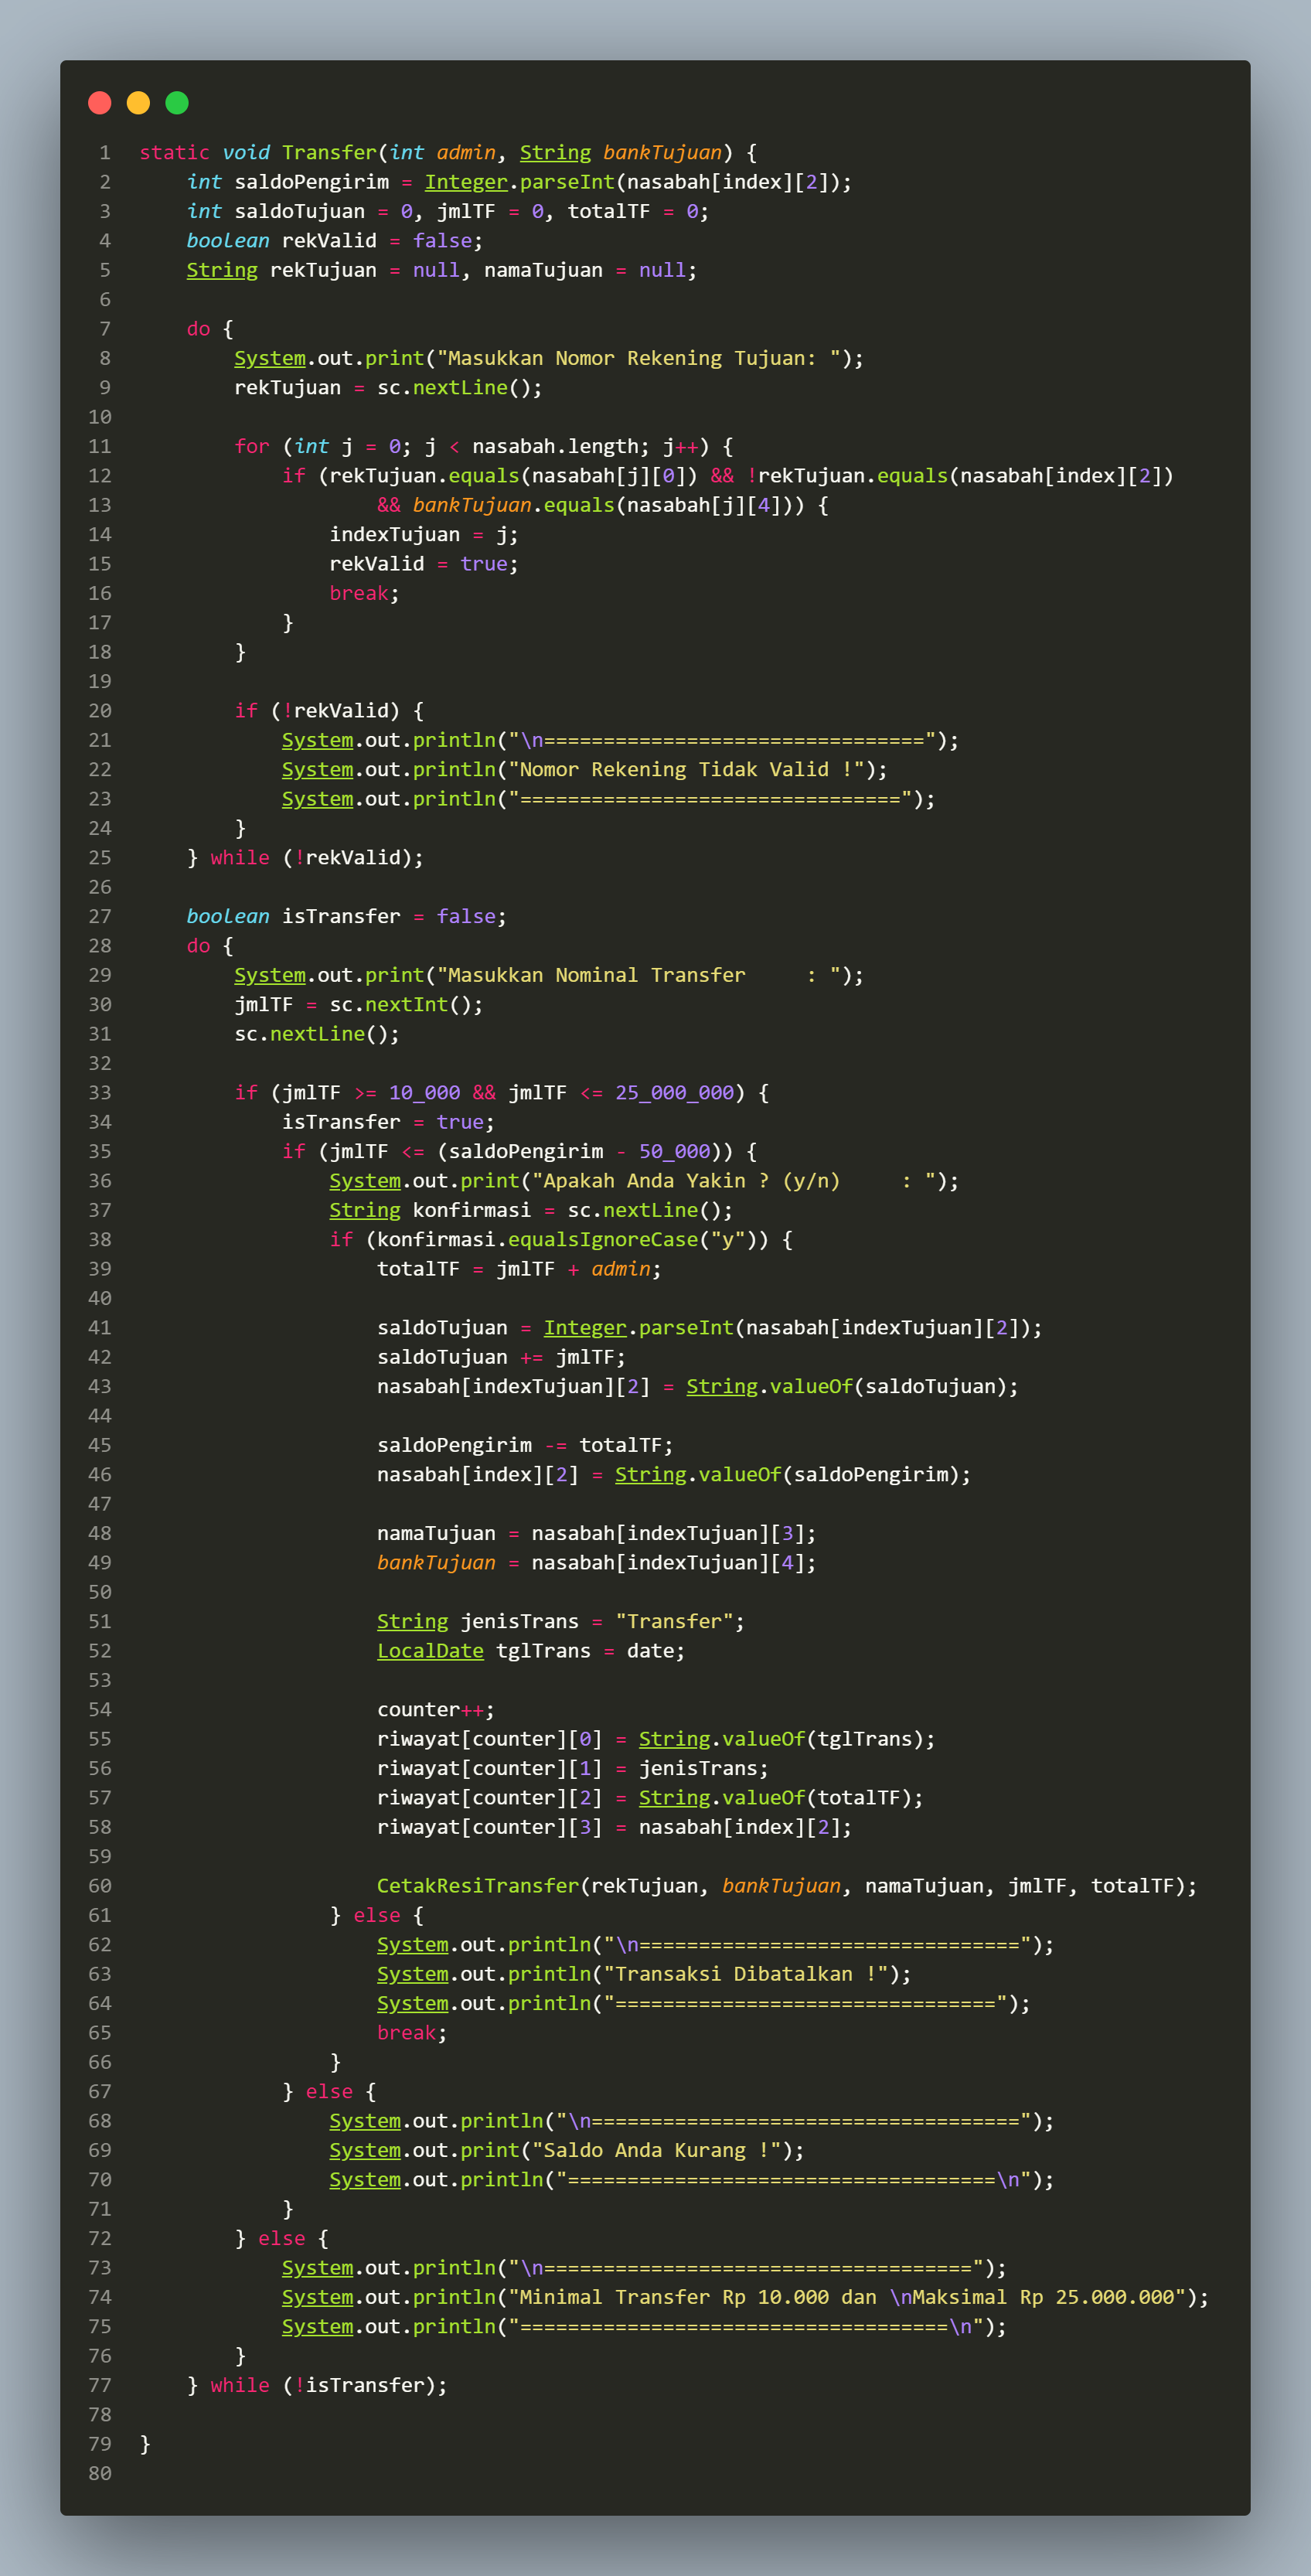 1 static void Transfer(int admin, String bankTujuan) {
2     int saldoPengirim = Integer.parseInt(nasabah[index][2]);
3     int saldoTujuan = 0, jmlTF = 0, totalTF = 0;
4     boolean rekValid = false;
5     String rekTujuan = null, namaTujuan = null;
6
7     do {
8         System.out.print("Masukkan Nomor Rekening Tujuan: ");
9         rekTujuan = sc.nextLine();
10
11         for (int j = 0; j < nasabah.length; j++) {
12             if (rekTujuan.equals(nasabah[j][0]) && !rekTujuan.equals(nasabah[index][2])
13                     && bankTujuan.equals(nasabah[j][4])) {
14                 indexTujuan = j;
15                 rekValid = true;
16                 break;
17             }
18         }
19
20         if (!rekValid) {
21             System.out.println("\n================================");
22             System.out.println("Nomor Rekening Tidak Valid !");
23             System.out.println("================================");
24         }
25     } while (!rekValid);
26
27     boolean isTransfer = false;
28     do {
29         System.out.print("Masukkan Nominal Transfer     : ");
30         jmlTF = sc.nextInt();
31         sc.nextLine();
32
33         if (jmlTF >= 10_000 && jmlTF <= 25_000_000) {
34             isTransfer = true;
35             if (jmlTF <= (saldoPengirim - 50_000)) {
36                 System.out.print("Apakah Anda Yakin ? (y/n)     : ");
37                 String konfirmasi = sc.nextLine();
38                 if (konfirmasi.equalsIgnoreCase("y")) {
39                     totalTF = jmlTF + admin;
40
41                     saldoTujuan = Integer.parseInt(nasabah[indexTujuan][2]);
42                     saldoTujuan += jmlTF;
43                     nasabah[indexTujuan][2] = String.valueOf(saldoTujuan);
44
45                     saldoPengirim -= totalTF;
46                     nasabah[index][2] = String.valueOf(saldoPengirim);
47
48                     namaTujuan = nasabah[indexTujuan][3];
49                     bankTujuan = nasabah[indexTujuan][4];
50
51                     String jenisTrans = "Transfer";
52                     LocalDate tglTrans = date;
53
54                     counter++;
55                     riwayat[counter][0] = String.valueOf(tglTrans);
56                     riwayat[counter][1] = jenisTrans;
57                     riwayat[counter][2] = String.valueOf(totalTF);
58                     riwayat[counter][3] = nasabah[index][2];
59
60                     CetakResiTransfer(rekTujuan, bankTujuan, namaTujuan, jmlTF, totalTF);
61                 } else {
62                     System.out.println("\n================================");
63                     System.out.println("Transaksi Dibatalkan !");
64                     System.out.println("================================");
65                     break;
66                 }
67             } else {
68                 System.out.println("\n====================================");
69                 System.out.print("Saldo Anda Kurang !");
70                 System.out.println("====================================\n");
71             }
72         } else {
73             System.out.println("\n====================================");
74             System.out.println("Minimal Transfer Rp 10.000 dan \nMaksimal Rp 25.000.000");
75             System.out.println("====================================\n");
76         }
77     } while (!isTransfer);
78
79 }
80